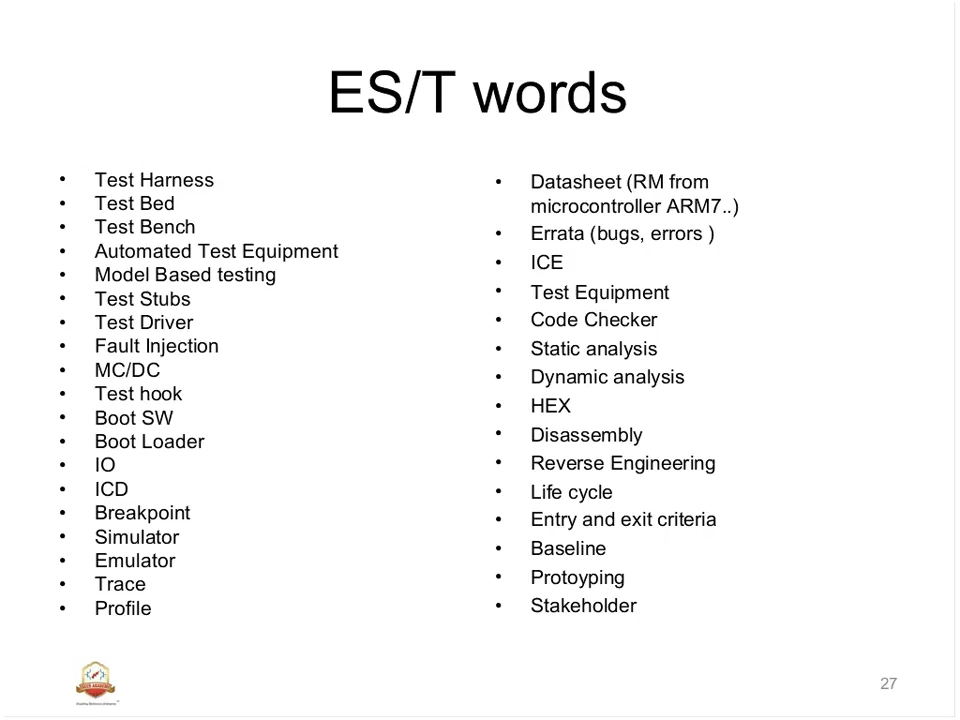 ES/T words
• Test Harness
• Test Bed
• Test Bench
• Automated Test Equipment
• Model Based testing
• Test Stubs
• Test Driver
• Fault Injection
• MC/DC
• Test hook
• Boot SW
• Boot Loader
• IO
• ICD
• Breakpoint
• Simulator
• Emulator
• Trace
• Profile
• Datasheet (RM from
microcontroller ARM7..)
• Errata (bugs, errors )
• ICE
• Test Equipment
• Code Checker
• Static analysis
• Dynamic analysis
• HEX
• Disassembly
• Reverse Engineering
• Life cycle
• Entry and exit criteria
• Baseline
• Protoyping
• Stakeholder
27